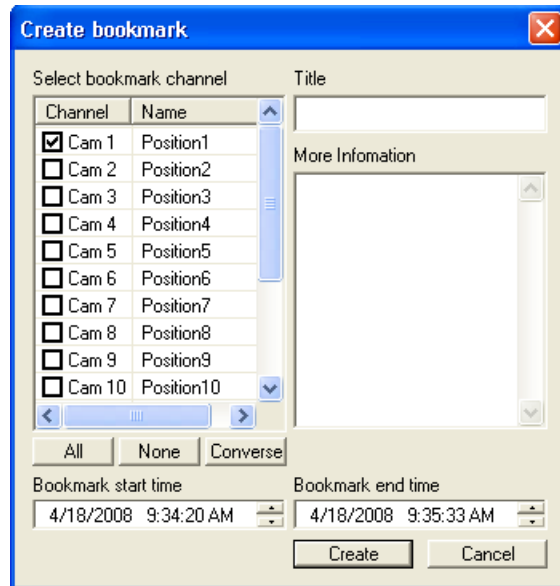 Create bookmark
Select bookmark channel
Channel Name
Cam 1 Position1
Cam 2 Position2
Cam 3 Position3
Cam 4 Position4
Cam 5 Position5
Cam 6 Position6
Cam 7 Position7
Cam 8 Position8
Cam 9 Position9
Cam 10 Position10
All None Converse
Title
More Infomation
Bookmark start time
4/18/2008 9:34:20 AM
Bookmark end time
4/18/2008 9:35:33 AM
Create Cancel